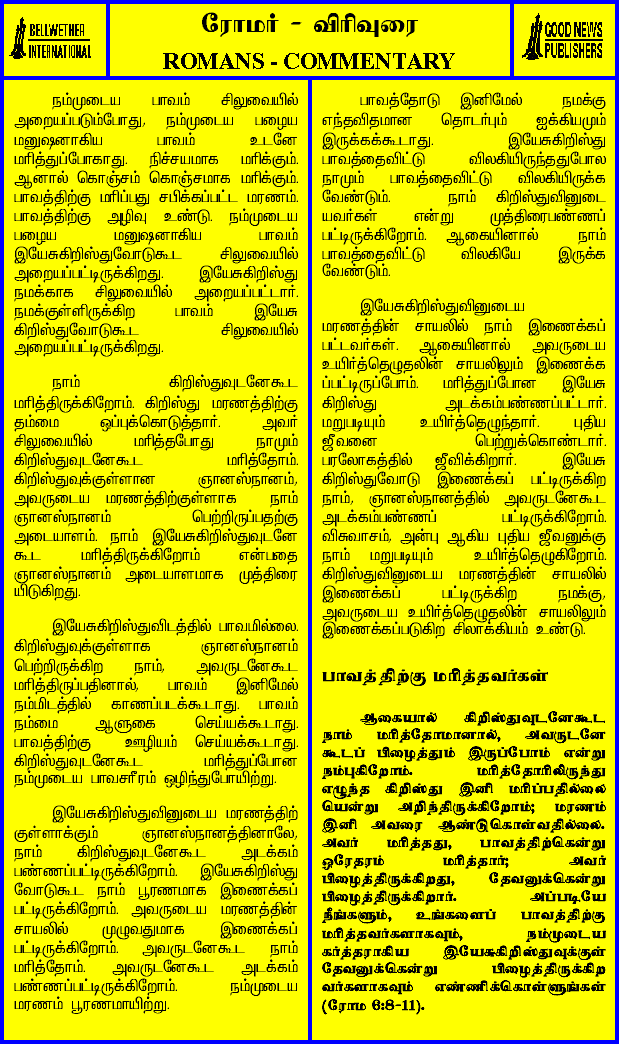 BELLWETHER
INTERNATIONAL
ரோமர் - விரிவுரை
ROMANS - COMMENTARY
GOOD NEWS
PUBLISHERS
நம்முடைய பாவம் சிலுவையில்
அறையப்படும்போது, நம்முடைய பழைய
மனுஷனாகிய பாவம் உடனே
மரித்துப்போகாது. நிச்சயமாக மரிக்கும்.
ஆனால் கொஞ்சம் கொஞ்சமாக மரிக்கும்.
பாவத்திற்கு மரிப்பது சபிக்கப்பட்ட மரணம்.
பாவத்திற்கு அழிவு உண்டு. நம்முடைய
பழைய மனுஷனாகிய பாவம்
இயேசுகிறிஸ்துவோடுகூட சிலுவையில்
அறையப்பட்டிருக்கிறது. இயேசுகிறிஸ்து
நமக்காக சிலுவையில் அறையப்பட்டார்.
நமக்குள்ளிருக்கிற பாவம் இயேசு
கிறிஸ்துவோடுகூட சிலுவையில்
அறையப்பட்டிருக்கிறது.
நாம் கிறிஸ்துவுடனேகூட
மரித்திருக்கிறோம். கிறிஸ்து மரணத்திற்கு
தம்மை ஒப்புக்கொடுத்தார். அவர்
சிலுவையில் மரித்தபோது நாமும்
கிறிஸ்துவுடனேகூட மரித்தோம்.
கிறிஸ்துவுக்குள்ளான ஞானஸ்நானம்,
அவருடைய மரணத்திற்குள்ளாக நாம்
ஞானஸ்நானம் பெற்றிருப்பதற்கு
அடையாளம். நாம் இயேசுகிறிஸ்துவுடனே
கூட மரித்திருக்கிறோம் என்பதை
ஞானஸ்நானம் அடையாளமாக முத்திரை
யிடுகிறது.
இயேசுகிறிஸ்துவிடத்தில் பாவமில்லை.
கிறிஸ்துவுக்குள்ளாக ஞானஸ்நானம்
பெற்றிருக்கிற நாம், அவருடனேகூட
மரித்திருப்பதினால், பாவம் இனிமேல்
நம்மிடத்தில் காணப்படக்கூடாது. பாவம்
நம்மை ஆளுகை செய்யக்கூடாது.
பாவத்திற்கு ஊழியம் செய்யக்கூடாது.
கிறிஸ்துவுடனேகூட மரித்துப்போன
நம்முடைய பாவசரீரம் ஒழிந்துபோயிற்று.
இயேசுகிறிஸ்துவினுடைய மரணத்திற்
குள்ளாக்கும் ஞானஸ்நானத்தினாலே,
நாம் கிறிஸ்துவுடனேகூட அடக்கம்
பண்ணப்பட்டிருக்கிறோம். இயேசுகிறிஸ்து
வோடுகூட நாம் பூரணமாக இணைக்கப்
பட்டிருக்கிறோம். அவருடைய மரணத்தின்
சாயலில் முழுவதுமாக இணைக்கப்
பட்டிருக்கிறோம். அவருடனேகூட நாம்
மரித்தோம். அவருடனேகூட அடக்கம்
பண்ணப்பட்டிருக்கிறோம். நம்முடைய
மரணம் பூரணமாயிற்று.
பாவத்தோடு இனிமேல் நமக்கு
எந்தவிதமான தொடர்பும் ஐக்கியமும்
இருக்கக்கூடாது. இயேசுகிறிஸ்து
பாவத்தைவிட்டு விலகியிருந்ததுபோல
நாமும் பாவத்தைவிட்டு விலகியிருக்க
வேண்டும். நாம் கிறிஸ்துவினுடை
யவர்கள் என்று முத்திரைபண்ணப்
பட்டிருக்கிறோம். ஆகையினால் நாம்
பாவத்தைவிட்டு விலகியே இருக்க
வேண்டும்.
இயேசுகிறிஸ்துவினுடைய
மரணத்தின் சாயலில் நாம் இணைக்கப்
பட்டவர்கள். ஆகையினால் அவருடைய
உயிர்த்தெழுதலின் சாயலிலும் இணைக்க
ப்பட்டிருப்போம். மரித்துப்போன இயேசு
கிறிஸ்து அடக்கம்பண்ணப்பட்டார்.
மறுபடியும் உயிர்த்தெழுந்தார். புதிய
ஜீவனை பெற்றுக்கொண்டார்.
பரலோகத்தில் ஜீவிக்கிறார். இயேசு
கிறிஸ்துவோடு இணைக்கப் பட்டிருக்கிற
நாம், ஞானஸ்நானத்தில் அவருடனேகூட
அடக்கம்பண்ணப் பட்டிருக்கிறோம்.
விசுவாசம், அன்பு ஆகிய புதிய ஜீவனுக்கு
நாம் மறுபடியும் உயிர்த்தெழுகிறோம்.
கிறிஸ்துவினுடைய மரணத்தின் சாயலில்
இணைக்கப் பட்டிருக்கிற நமக்கு,
அவருடைய உயிர்த்தெழுதலின் சாயலிலும்
இணைக்கப்படுகிற சிலாக்கியம் உண்டு.
பாவத்திற்கு மரித்தவர்கள்
ஆகையால் கிறிஸ்துவுடனேகூட
நாம் மரித்தோமானால், அவருடனே
கூடப் பிழைத்தும் இருப்போம் என்று
நம்புகிறோம். மரித்தோரிலிருந்து
எழுந்த கிறிஸ்து இனி மரிப்பதில்லை
யென்று அறிந்திருக்கிறோம்; மரணம்
இனி அவரை ஆண்டுகொள்வதில்லை.
அவர் மரித்தது, பாவத்திற்கென்று
ஒரேதரம் மரித்தார்; அவர்
பிழைத்திருக்கிறது, தேவனுக்கென்று
பிழைத்திருக்கிறார். அப்படியே
நீங்களும், உங்களைப் பாவத்திற்கு
மரித்தவர்களாகவும், நம்முடைய
கர்த்தராகிய இயேசுகிறிஸ்துவுக்குள்
தேவனுக்கென்று பிழைத்திருக்கிற
வர்களாகவும் எண்ணிக்கொள்ளுங்கள்
(ரோம 6:8-11).